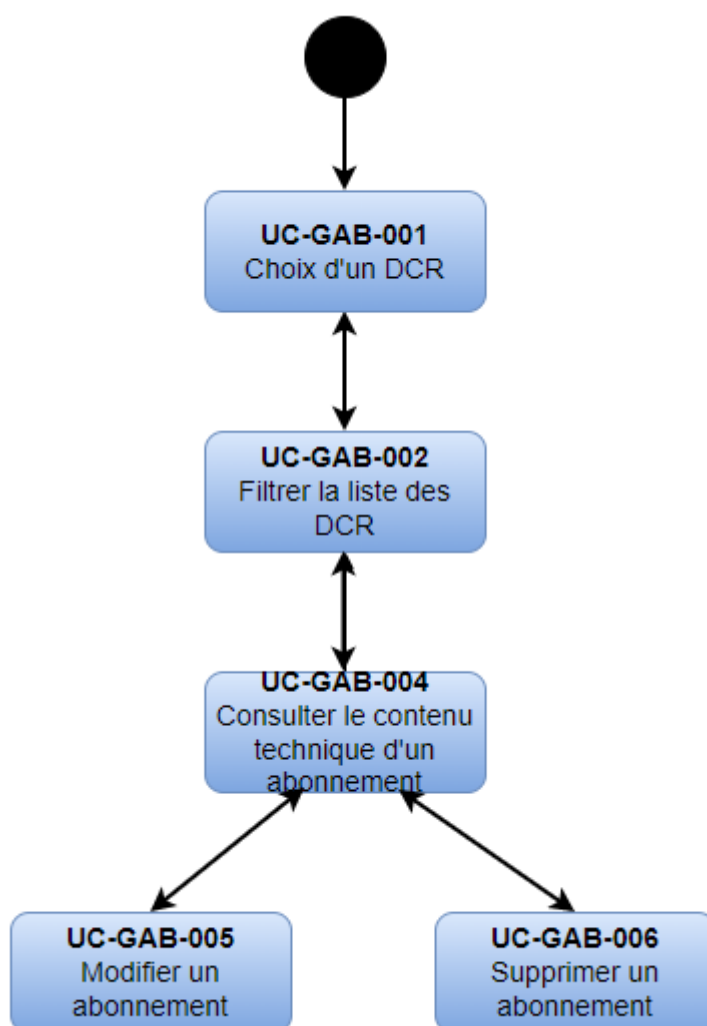 UC-GAB-001
Choix d'un DCR
UC-GAB-002
Filtrer la liste des
DCR
UC-GAB-004
Consulter le contenu
technique d'un
abonnement
UC-GAB-005
Modifier un
abonnement
UC-GAB-006
Supprimer un
abonnement